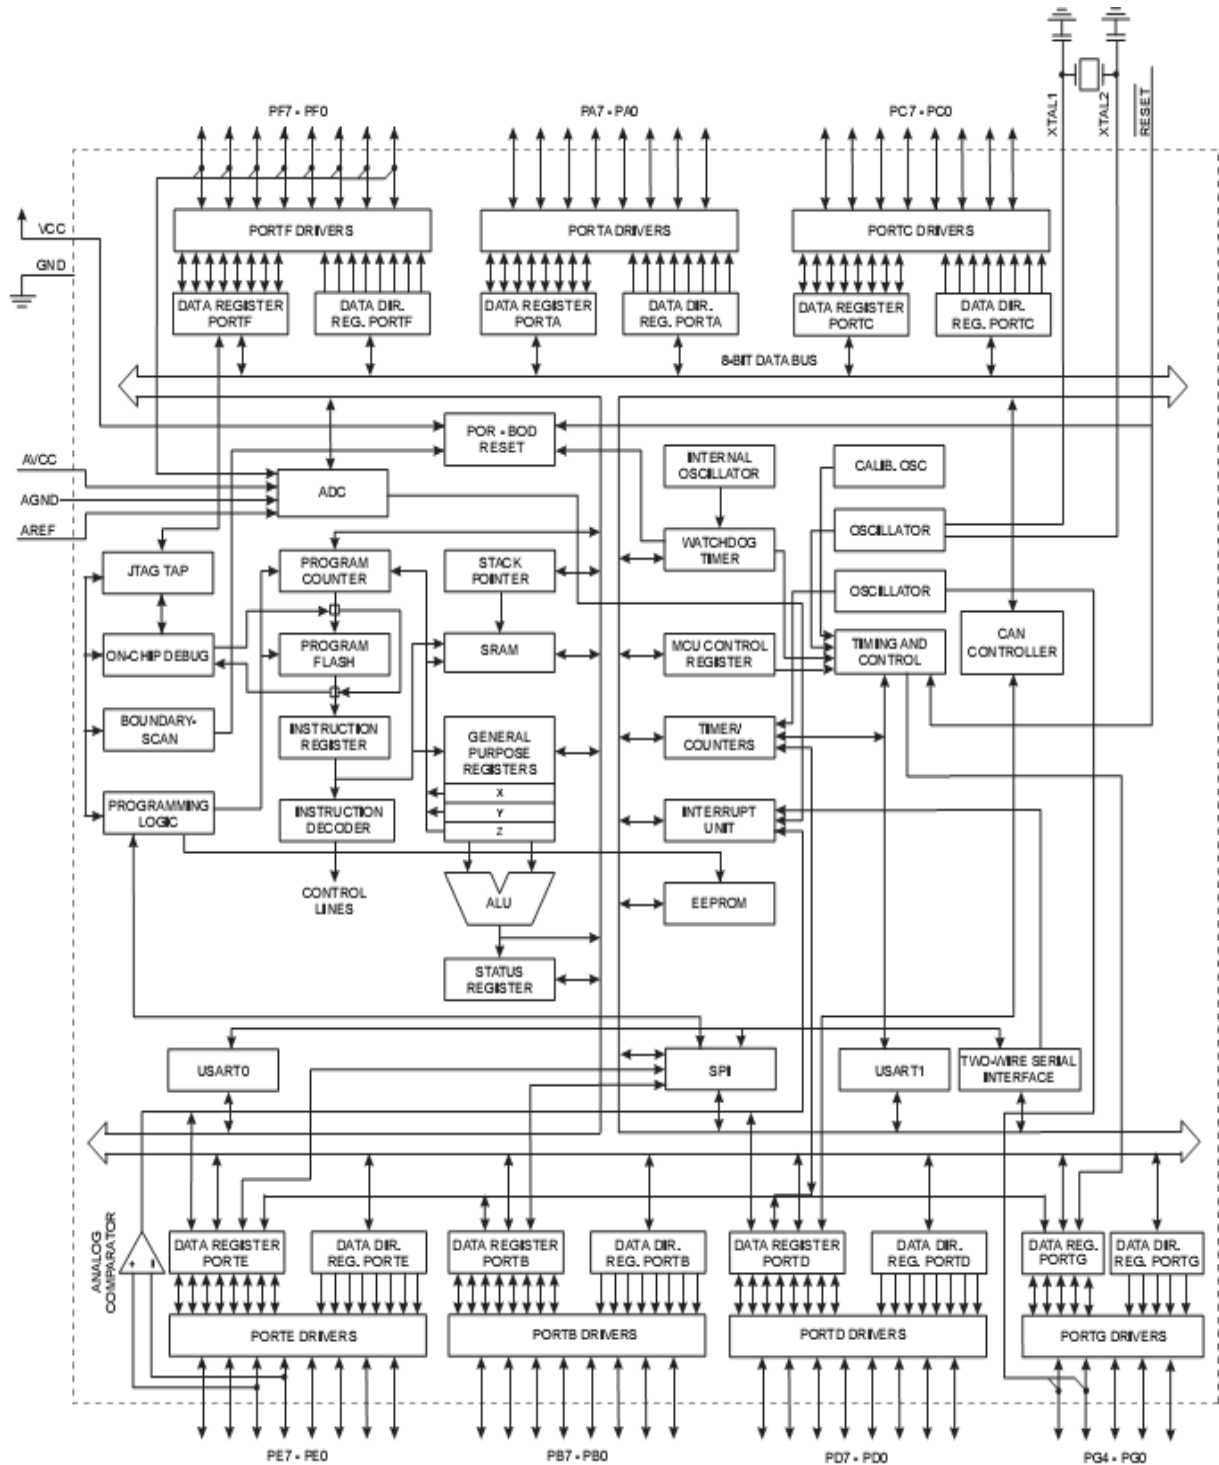 XTAL1
XTAL2
RESET
PF7 - PF0
PA7 - PA0
PC7 - PC0
VCC
GND
PORTF DRIVERS
PORTA DRIVERS
PORTC DRIVERS
DATA REGISTER
PORTF
DATA DIR.
REG. PORTF
DATA REGISTER
PORTA
DATA DIR.
REG. PORTA
DATA REGISTER
PORTC
DATA DIR.
REG. PORTC
8-BIT DATA BUS
POR - BOD
RESET
INTERNAL
OSCILLATOR
CALIB. OSC
AVCC
AGND
AREF
ADC
OSCILLATOR
WATCHDOG
TIMER
JTAG TAP
PROGRAM
COUNTER
STACK
POINTER
OSCILLATOR
ON-CHIP DEBUG
PROGRAM
FLASH
SRAM
MCU CONTROL
REGISTER
TIMING AND
CONTROL
CAN
CONTROLLER
BOUNDARY-
SCAN
INSTRUCTION
REGISTER
GENERAL
PURPOSE
REGISTERS
TIMER/
COUNTERS
X
Y
Z
PROGRAMMING
LOGIC
INSTRUCTION
DECODER
INTERRUPT
UNIT
CONTROL
LINES
ALU
EEPROM
STATUS
REGISTER
USART0
SPI
USART1
TWO-WIRE SERIAL
INTERFACE
ANALOG
COMPARATOR
+
-
DATA REGISTER
PORTE
DATA DIR.
REG. PORTE
DATA REGISTER
PORTB
DATA DIR.
REG. PORTB
DATA REGISTER
PORTD
DATA DIR.
REG. PORTD
DATA REG.
PORTG
DATA DIR.
REG. PORTG
PORTE DRIVERS
PORTB DRIVERS
PORTD DRIVERS
PORTG DRIVERS
PE7 - PE0
PB7 - PB0
PD7 - PD0
PG4 - PG0